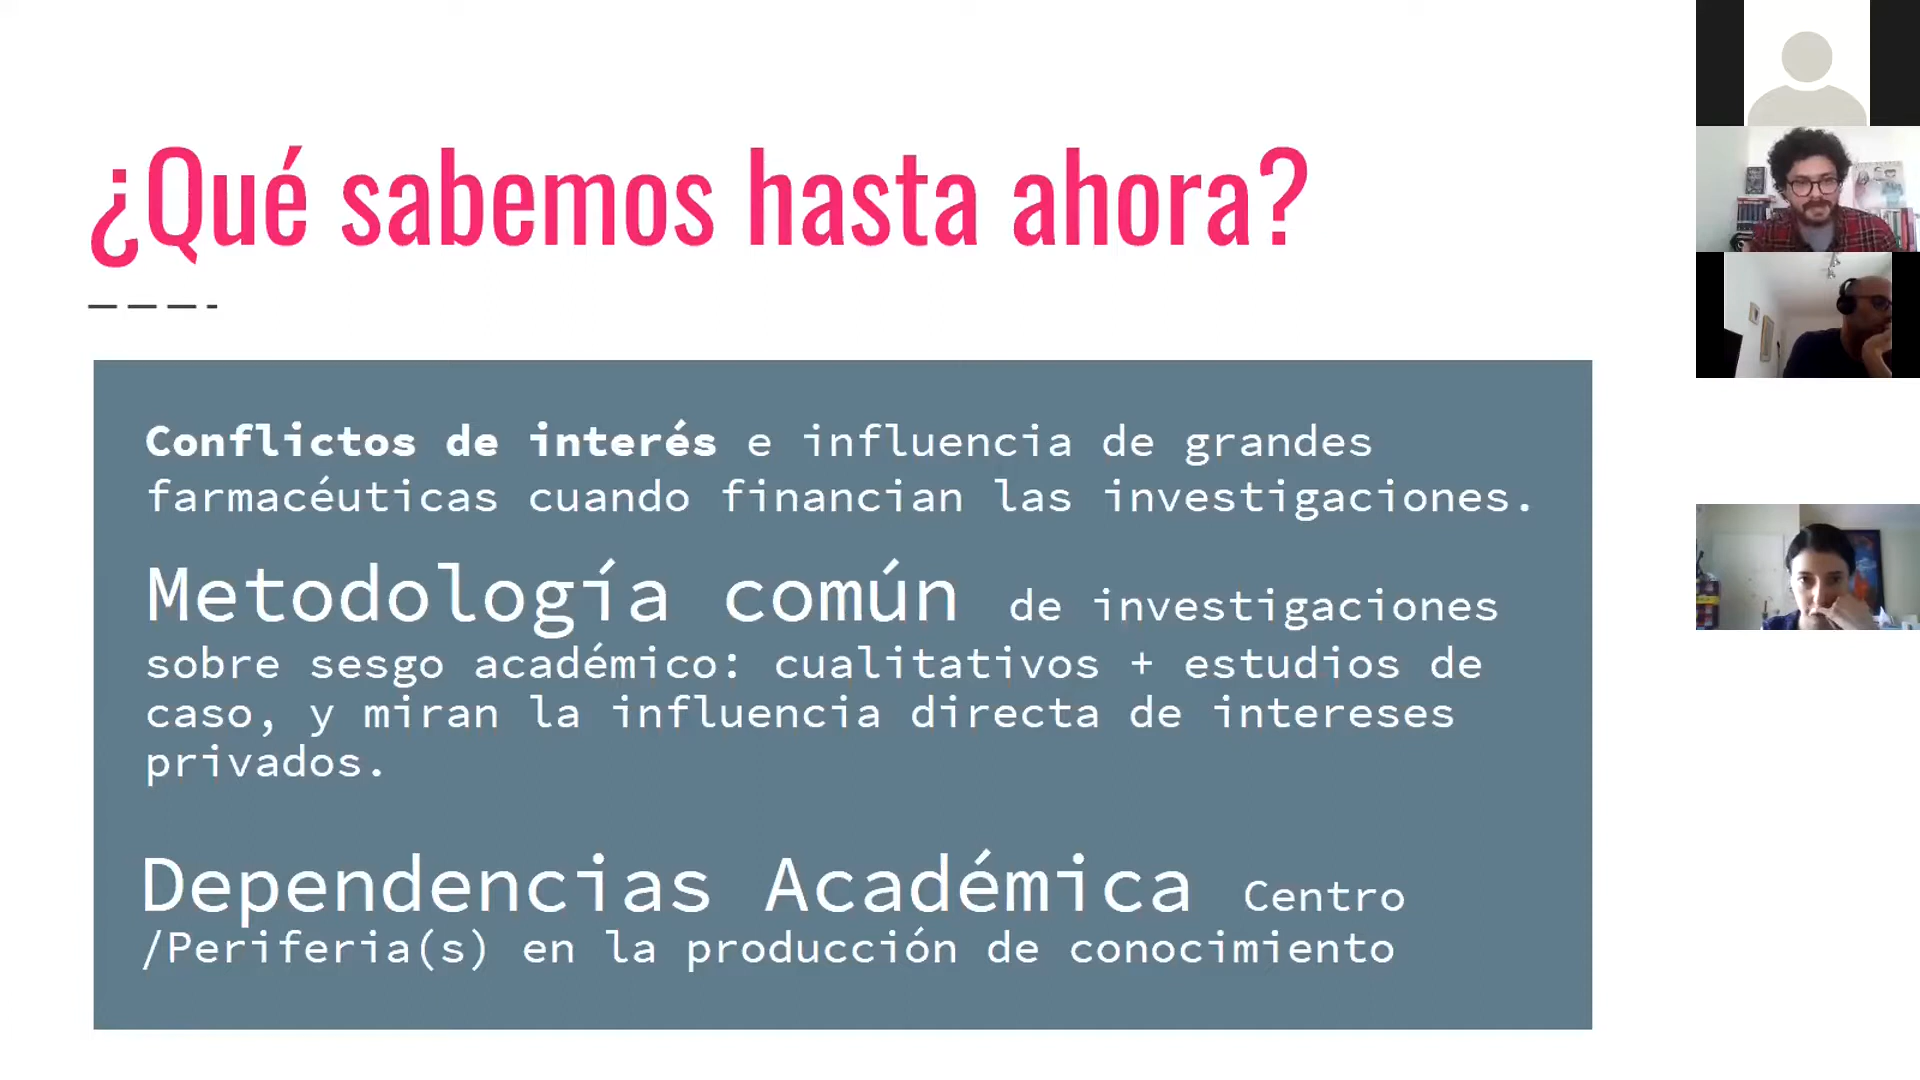 ¿Qué sabemos hasta ahora?
Conflictos de interés e influencia de grandes
farmacéuticas cuando financian las investigaciones.
Metodología común de investigaciones
sobre sesgo académico: cualitativos + estudios de
caso, y miran la influencia directa de intereses
privados.
Dependencias Académica Centro
/Periferia(s) en la producción de conocimiento